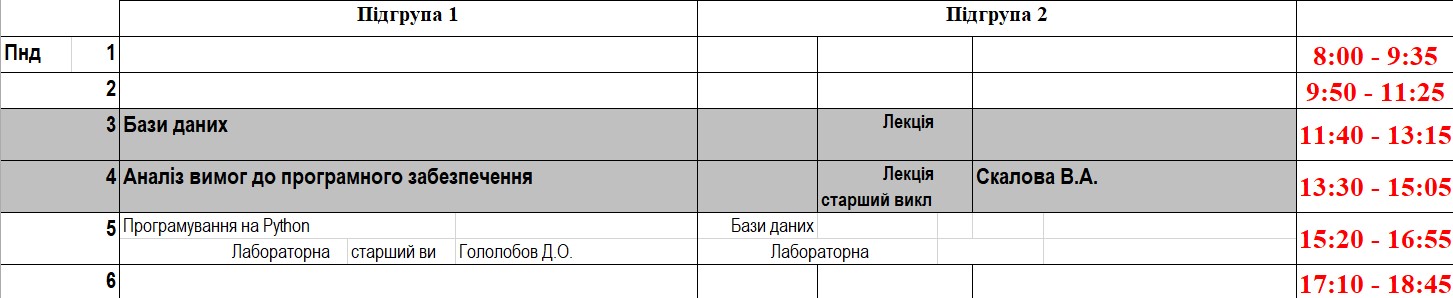 Підгрупа 1 Підгрупа 2
Пнд 1 8:00 - 9:35
2 9:50 - 11:25
3 Бази даних Лекція 11:40 - 13:15
4 Аналіз вимог до програмного забезпечення Лекція Скалова В.А. 13:30 - 15:05
старший викл
5 Програмування на Python Бази даних 15:20 - 16:55
Лабораторна старший ви Гололобов Д.О. Лабораторна
6 17:10 - 18:45